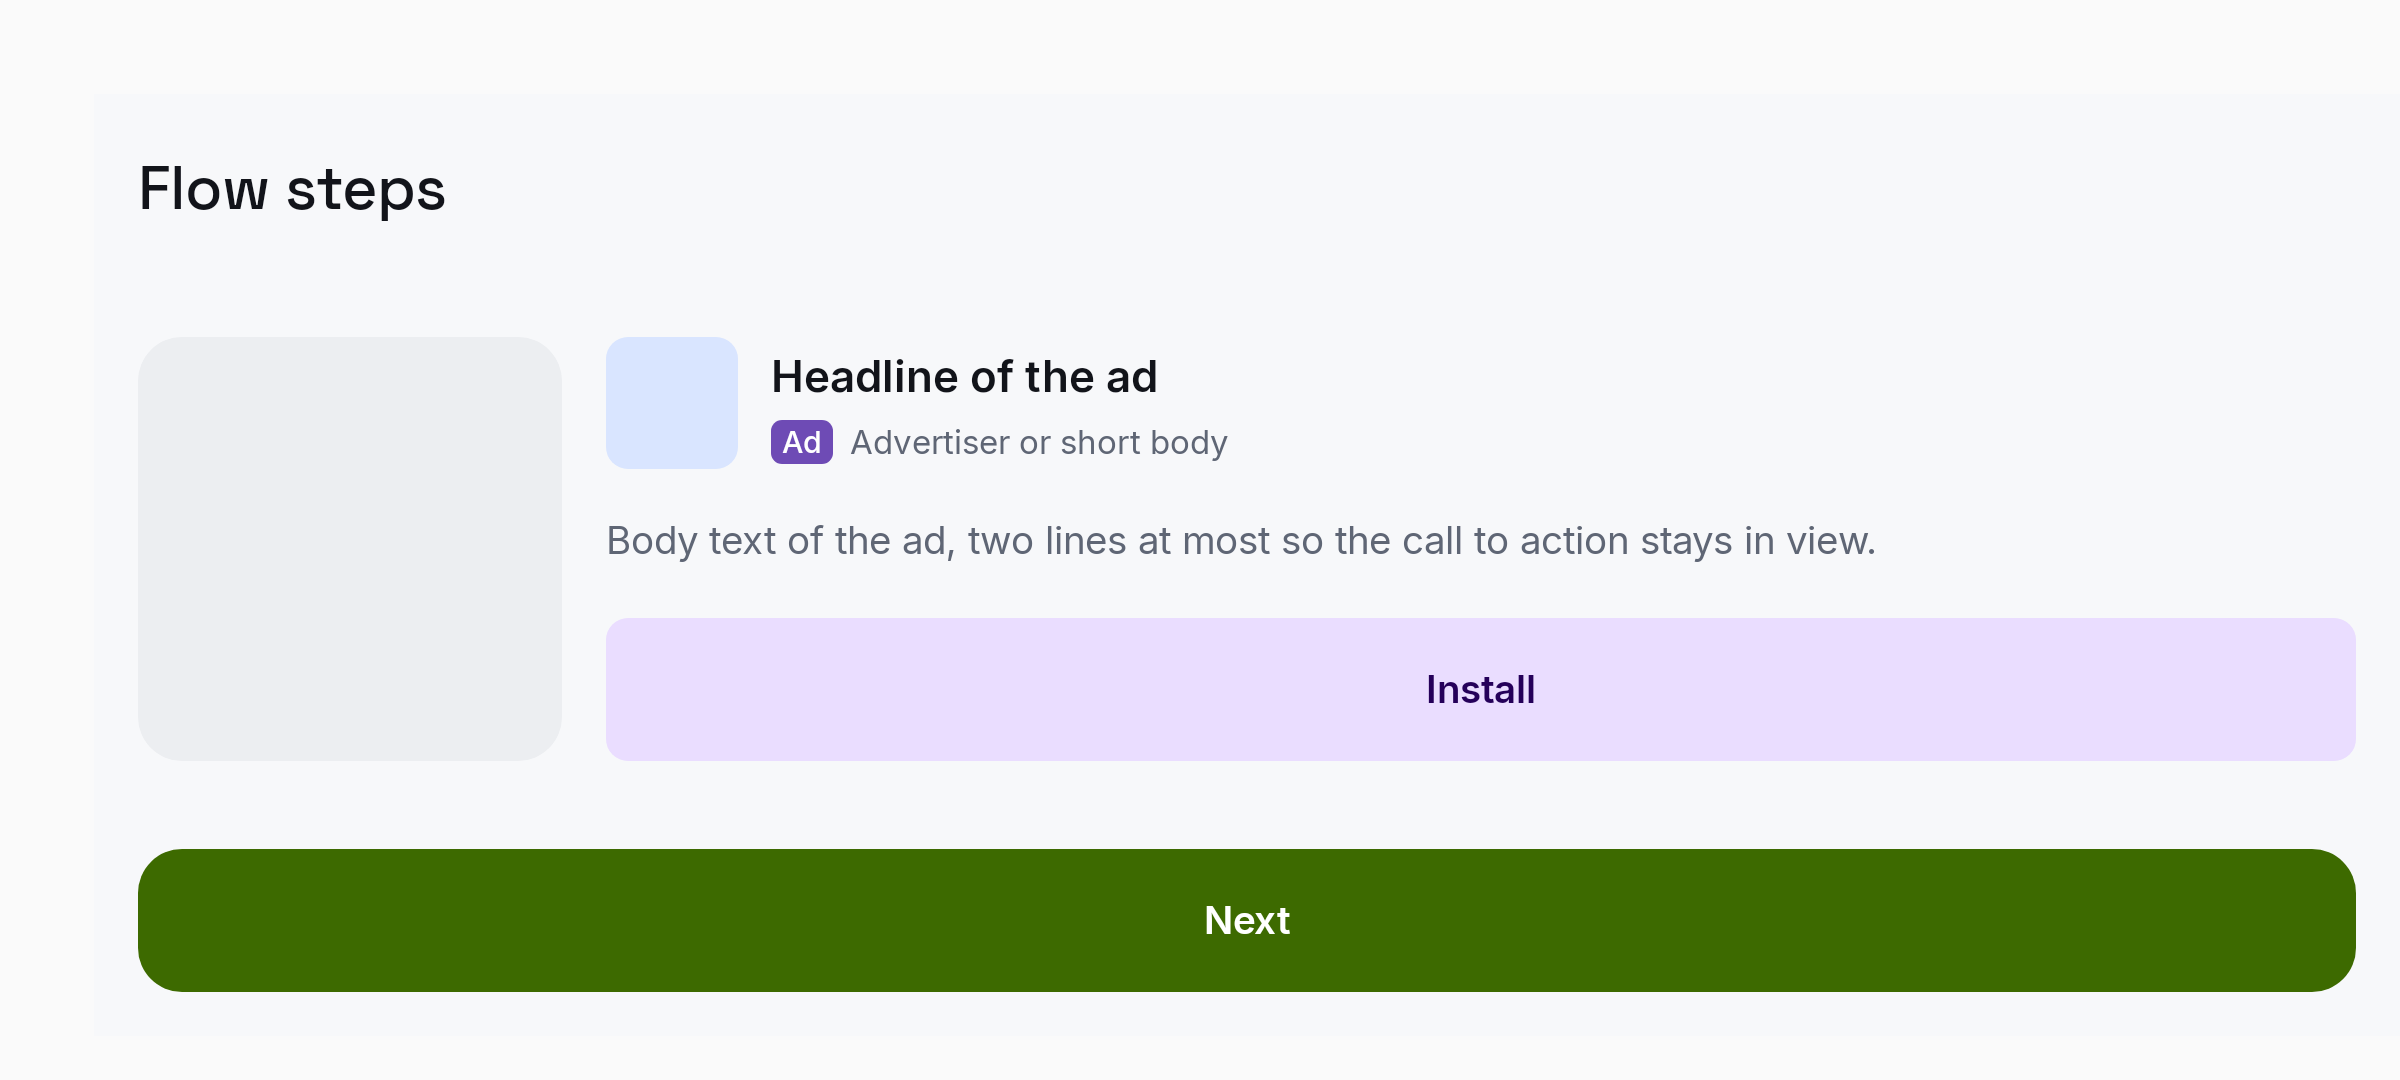 Flow steps
Headline of the ad
Ad Advertiser or short body
Body text of the ad, two lines at most so the call to action stays in view.
Install
Next